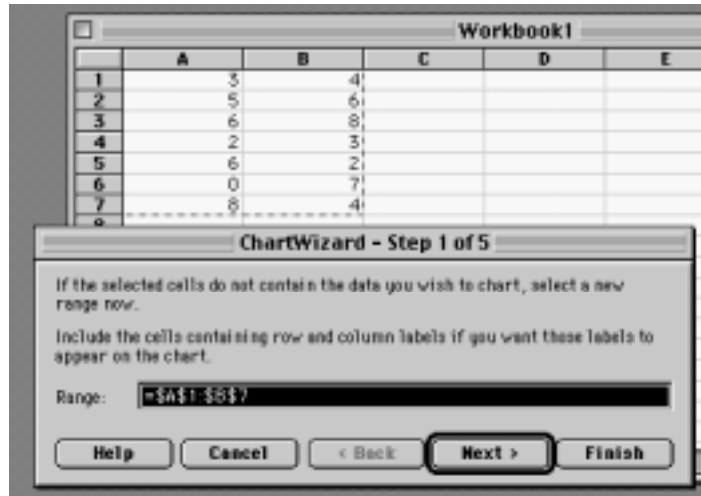 Workbook1
A B C D E
1 3 4
2 5 6
3 6 8
4 2 3
5 6 2
6 0 7
7 8 4
ChartWizard - Step 1 of 5
If the selected cells do not contain the data you wish to chart, select a new
range now.
Include the cells containing row and column labels if you want those labels to
appear on the chart.
Range: =$A$1:$B$7
Help Cancel < Back Next > Finish